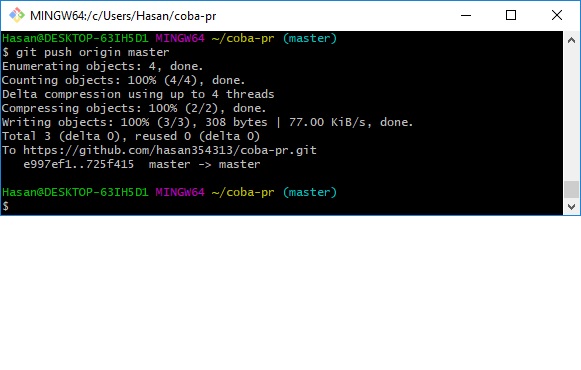 MINGW64:/c/Users/Hasan/coba-pr
Hasan@DESKTOP-63IH5D1 MINGW64 ~/coba-pr (master)
$ git push origin master
Enumerating objects: 4, done.
Counting objects: 100% (4/4), done.
Delta compression using up to 4 threads
Compressing objects: 100% (2/2), done.
Writing objects: 100% (3/3), 308 bytes | 77.00 KiB/s, done.
Total 3 (delta 0), reused 0 (delta 0)
To https://github.com/hasan354313/coba-pr.git
   e997ef1..725f415  master -> master
Hasan@DESKTOP-63IH5D1 MINGW64 ~/coba-pr (master)
$